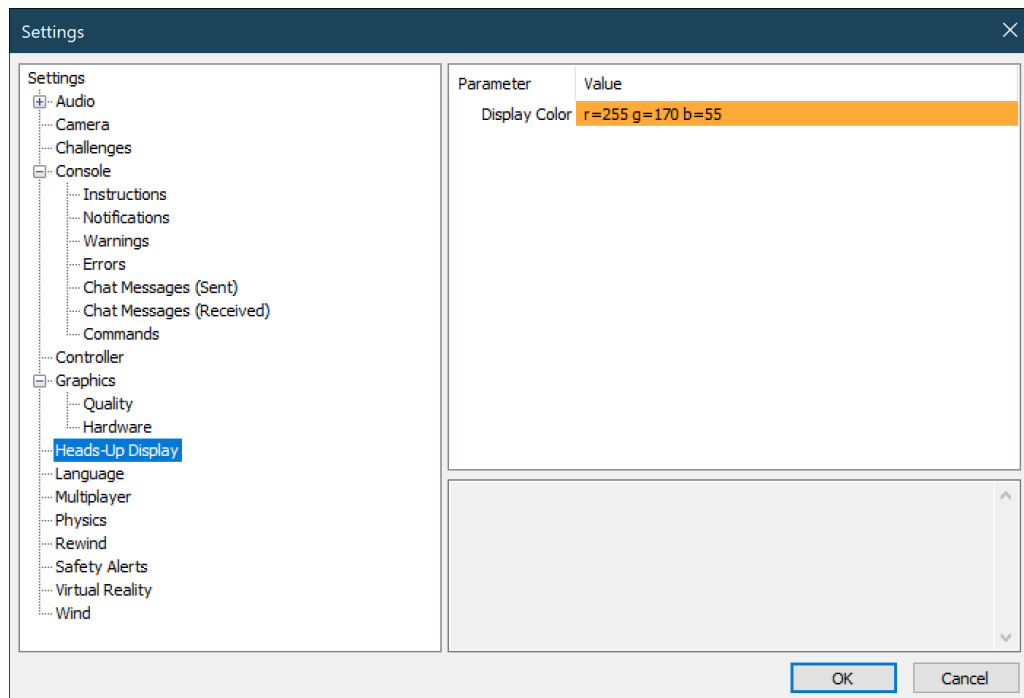 Settings
Settings
Audio
Camera
Challenges
Console
Instructions
Notifications
Warnings
Errors
Chat Messages (Sent)
Chat Messages (Received)
Commands
Controller
Graphics
Quality
Hardware
Heads-Up Display
Language
Multiplayer
Physics
Rewind
Safety Alerts
Virtual Reality
Wind
Parameter Value
Display Color r=255 g=170 b=55
OK Cancel